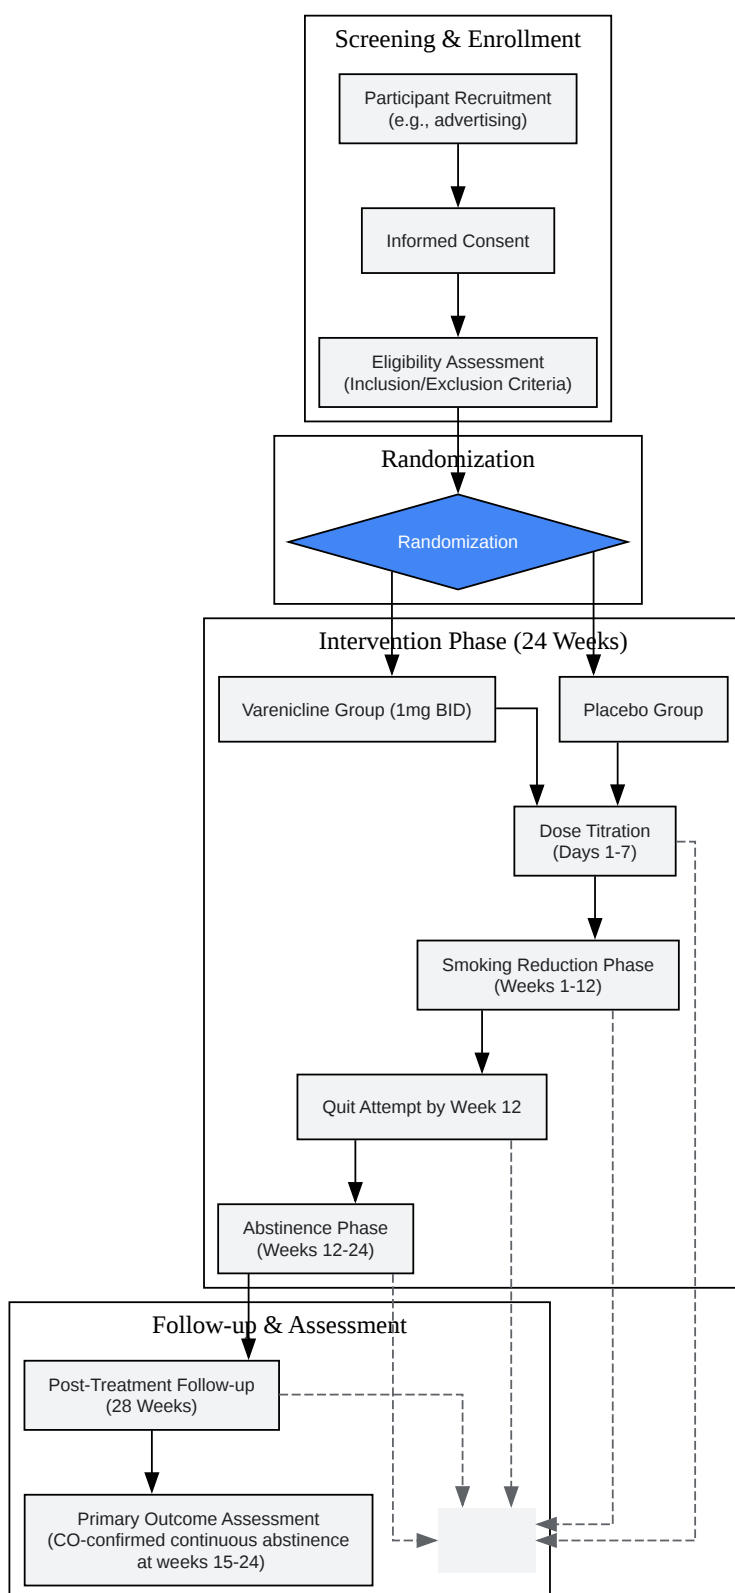 Screening & Enrollment
Participant Recruitment
(e.g., advertising)
Informed Consent
Eligibility Assessment
(Inclusion/Exclusion Criteria)
Randomization
Randomization
Intervention Phase (24 Weeks)
Varenicline Group (1mg BID)
Placebo Group
Dose Titration
(Days 1-7)
Smoking Reduction Phase
(Weeks 1-12)
Quit Attempt by Week 12
Abstinence Phase
(Weeks 12-24)
Follow-up & Assessment
Post-Treatment Follow-up
(28 Weeks)
Primary Outcome Assessment
(CO-confirmed continuous abstinence
at weeks 15-24)